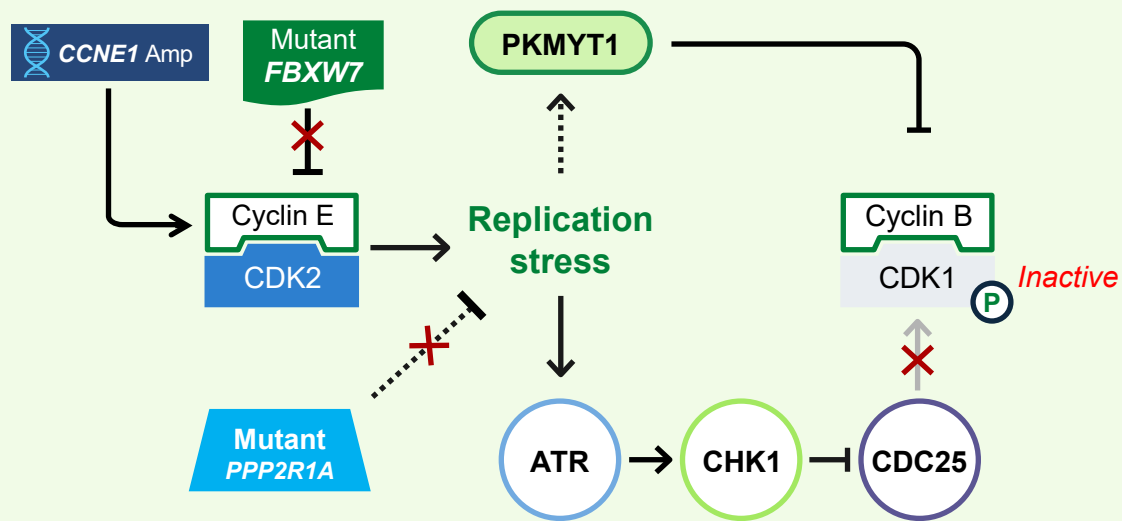 CCNE1 Amp
Mutant
FBXW7
PKMYT1
Cyclin E
CDK2
Replication
stress
Cyclin B
CDK1
Inactive
P
Mutant
PPP2R1A
ATR
CHK1
CDC25